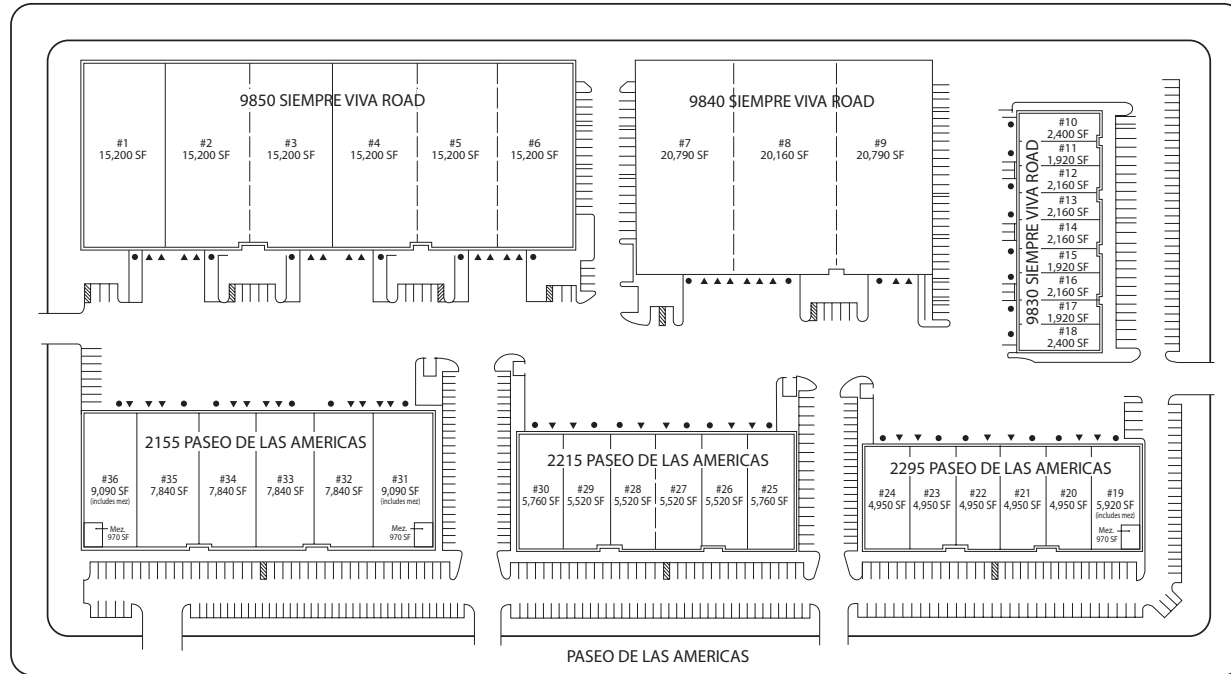 9850 SIEMPRE VIVA ROAD
#1
15,200 SF
#2
15,200 SF
#3
15,200 SF
#4
15,200 SF
#5
15,200 SF
#6
15,200 SF
9840 SIEMPRE VIVA ROAD
#7
20,790 SF
#8
20,160 SF
#9
20,790 SF
9830 SIEMPRE VIVA ROAD
#10
2,400 SF
#11
1,920 SF
#12
2,160 SF
#13
2,160 SF
#14
2,160 SF
#15
1,920 SF
#16
2,160 SF
#17
1,920 SF
#18
2,400 SF
2155 PASEO DE LAS AMERICAS
#36
9,090 SF
(includes mez)
Mez.
970 SF
#35
7,840 SF
#34
7,840 SF
#33
7,840 SF
#32
7,840 SF
#31
9,090 SF
(includes mez)
Mez.
970 SF
2215 PASEO DE LAS AMERICAS
#30
5,760 SF
#29
5,520 SF
#28
5,520 SF
#27
5,520 SF
#26
5,520 SF
#25
5,760 SF
2295 PASEO DE LAS AMERICAS
#24
4,950 SF
#23
4,950 SF
#22
4,950 SF
#21
4,950 SF
#20
4,950 SF
#19
5,920 SF
(includes mez)
Mez.
970 SF
PASEO DE LAS AMERICAS